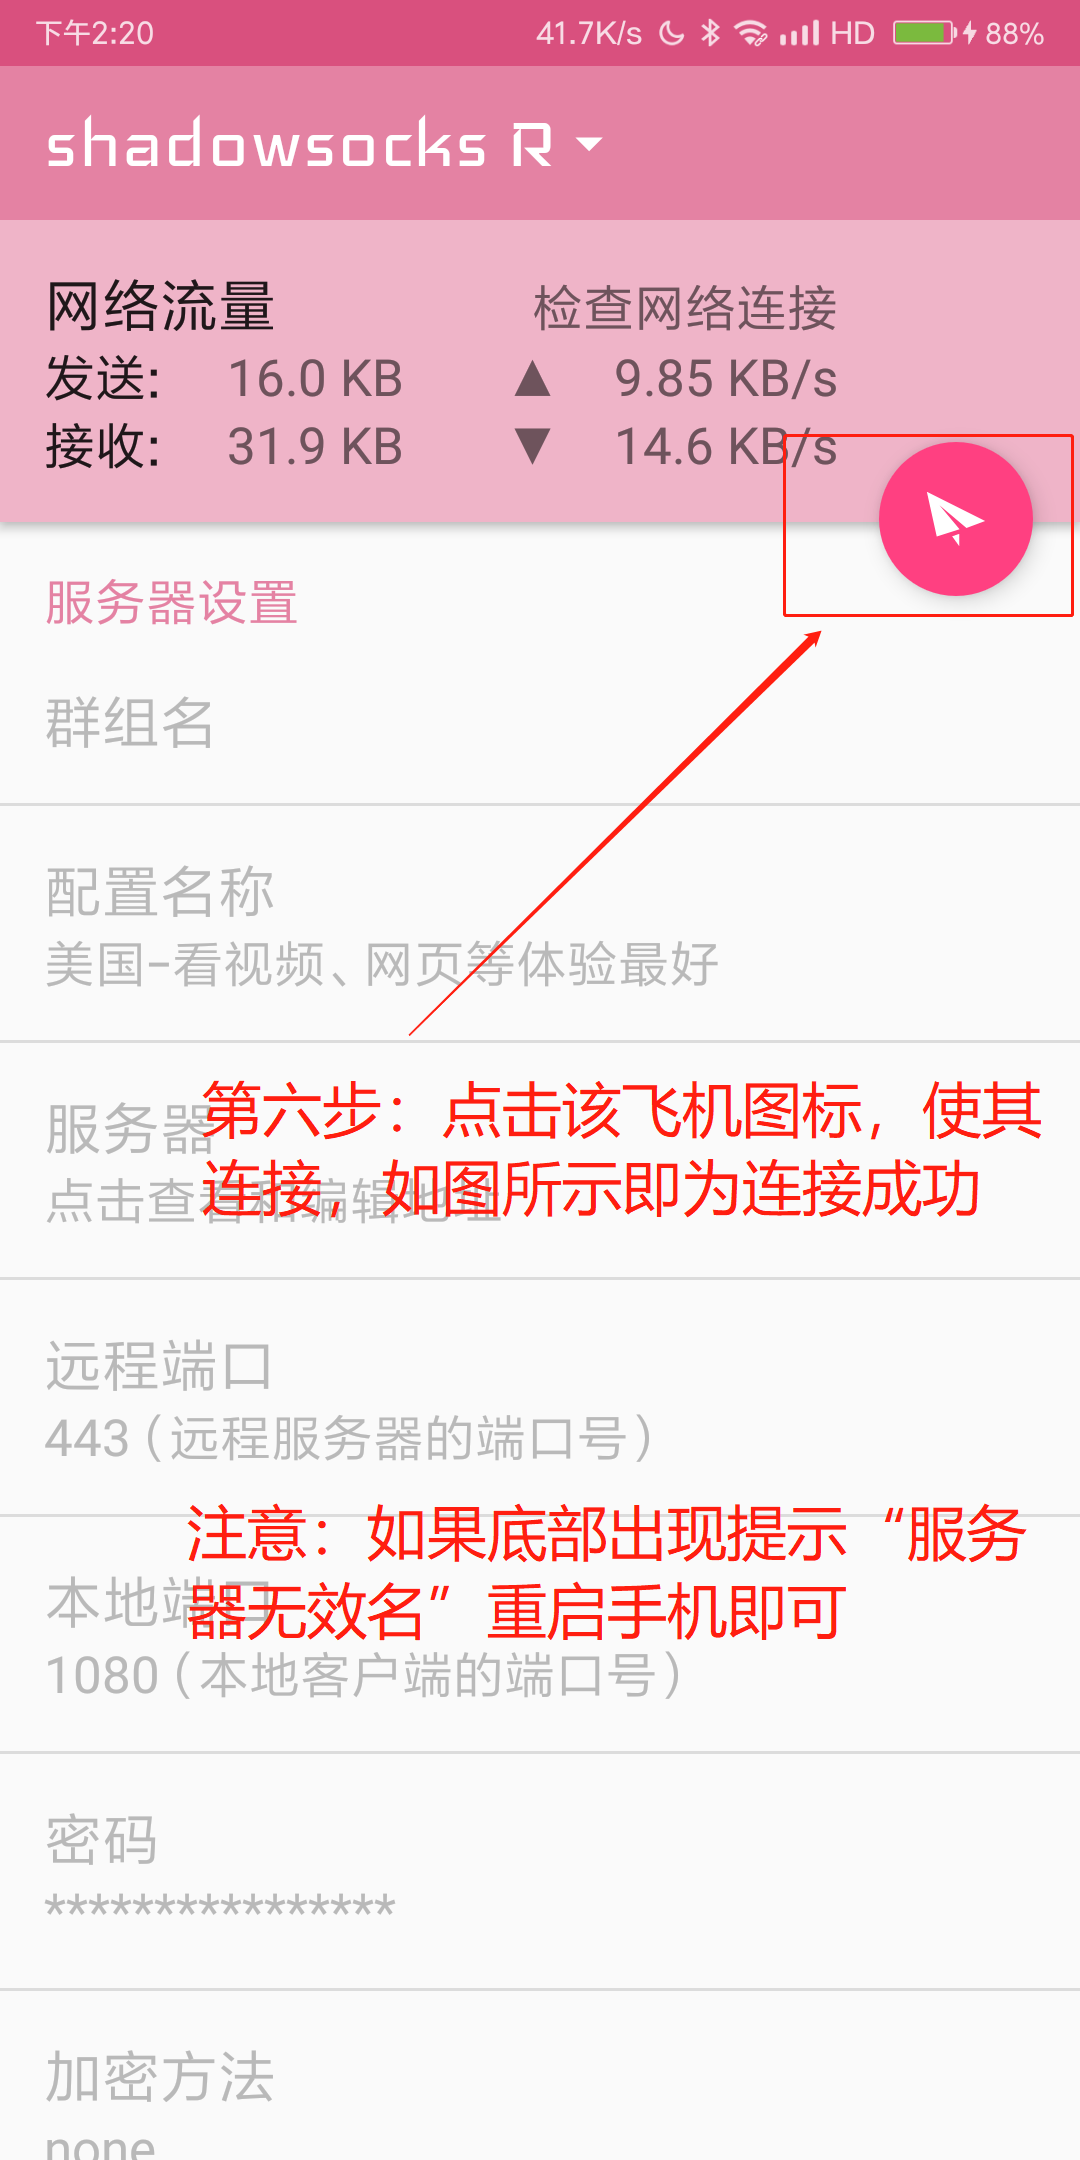 下午2:20 41.7K/s HD 88%
shadowsocks R
网络流量 检查网络连接
发送: 16.0 KB ▲ 9.85 KB/s
接收: 31.9 KB ▼ 14.6 KB/s
服务器设置
群组名
配置名称
美国-看视频、网页等体验最好
服务器
第六步：点击该飞机图标，使其
连接，如图所示即为连接成功
点击查看和编辑地址
远程端口
443（远程服务器的端口号）
注意：如果底部出现提示“服务
器无效名”重启手机即可
本地端口
1080（本地客户端的端口号）
密码
****************
加密方法
none